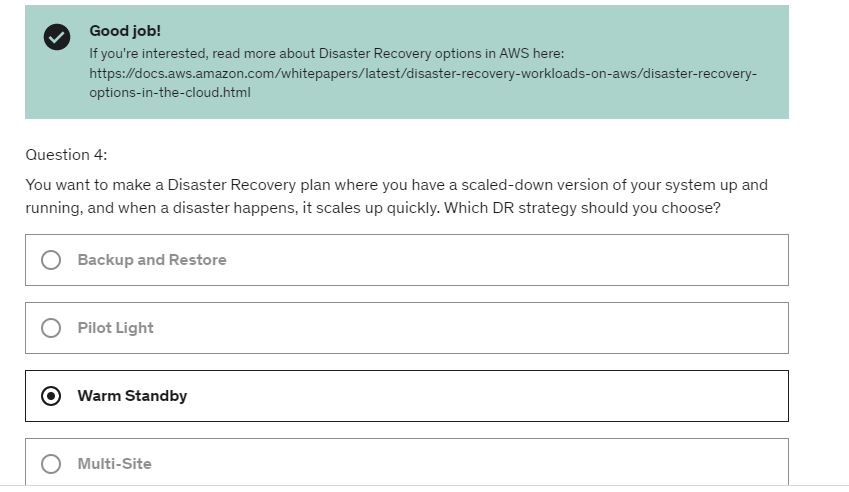 Good job!
If you're interested, read more about Disaster Recovery options in AWS here:
https://docs.aws.amazon.com/whitepapers/latest/disaster-recovery-workloads-on-aws/disaster-recovery-
options-in-the-cloud.html
Question 4:
You want to make a Disaster Recovery plan where you have a scaled-down version of your system up and
running, and when a disaster happens, it scales up quickly. Which DR strategy should you choose?
Backup and Restore
Pilot Light
Warm Standby
Multi-Site